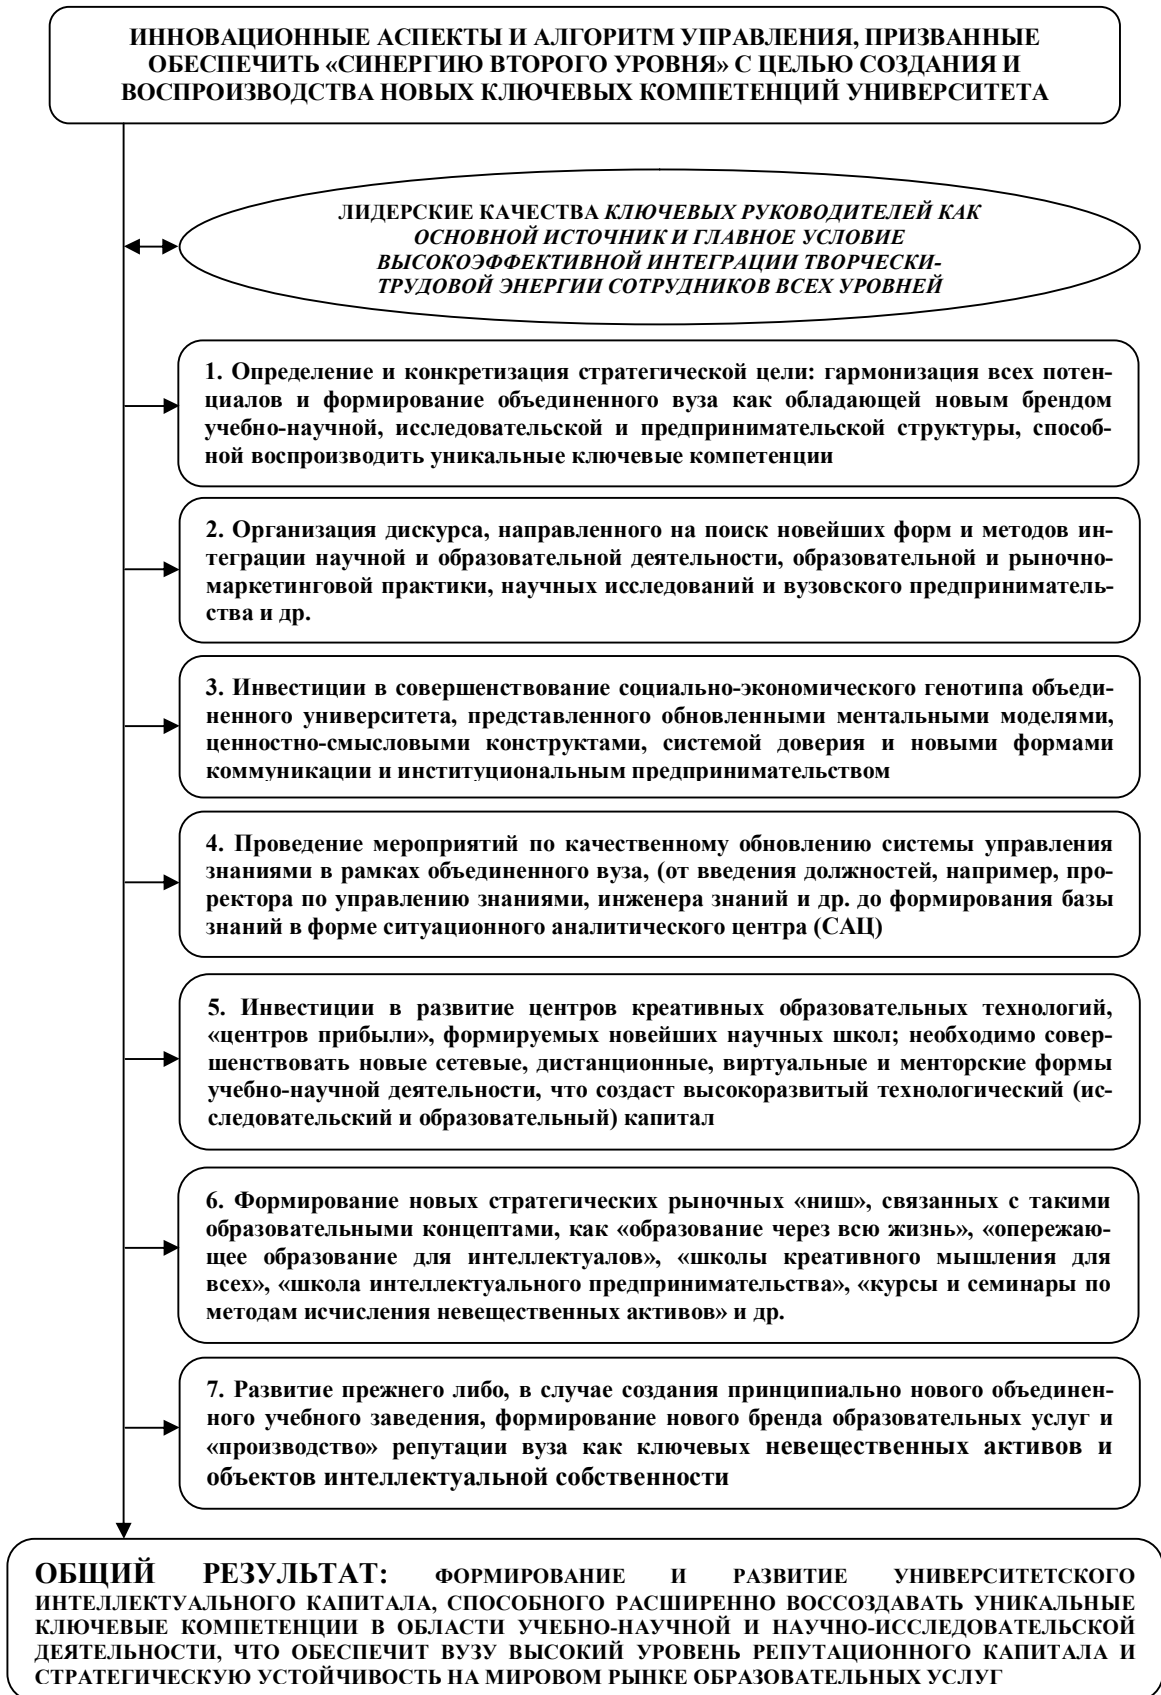 ИННОВАЦИОННЫЕ АСПЕКТЫ И АЛГОРИТМ УПРАВЛЕНИЯ, ПРИЗВАННЫЕ
ОБЕСПЕЧИТЬ «СИНЕРГИЮ ВТОРОГО УРОВНЯ» С ЦЕЛЬЮ СОЗДАНИЯ И
ВОСПРОИЗВОДСТВА НОВЫХ КЛЮЧЕВЫХ КОМПЕТЕНЦИЙ УНИВЕРСИТЕТА
ЛИДЕРСКИЕ КАЧЕСТВА КЛЮЧЕВЫХ РУКОВОДИТЕЛЕЙ КАК
ОСНОВНОЙ ИСТОЧНИК И ГЛАВНОЕ УСЛОВИЕ
ВЫСОКОЭФФЕКТИВНОЙ ИНТЕГРАЦИИ ТВОРЧЕСКИ-
ТРУДОВОЙ ЭНЕРГИИ СОТРУДНИКОВ ВСЕХ УРОВНЕЙ
1. Определение и конкретизация стратегической цели: гармонизация всех потен-
циалов и формирование объединенного вуза как обладающей новым брендом
учебно-научной, исследовательской и предпринимательской структуры, способ-
ной воспроизводить уникальные ключевые компетенции
2. Организация дискурса, направленного на поиск новейших форм и методов ин-
теграции научной и образовательной деятельности, образовательной и рыночно-
маркетинговой практики, научных исследований и вузовского предприниматель-
ства и др.
3. Инвестиции в совершенствование социально-экономического генотипа объеди-
ненного университета, представленного обновленными ментальными моделями,
ценностно-смысловыми конструктами, системой доверия и новыми формами
коммуникации и институциональным предпринимательством
4. Проведение мероприятий по качественному обновлению системы управления
знаниями в рамках объединенного вуза, (от введения должностей, например, про-
ректора по управлению знаниями, инженера знаний и др. до формирования базы
знаний в форме ситуационного аналитического центра (САЦ)
5. Инвестиции в развитие центров креативных образовательных технологий,
«центров прибыли», формируемых новейших научных школ; необходимо совер-
шенствовать новые сетевые, дистанционные, виртуальные и менторские формы
учебно-научной деятельности, что создаст высокоразвитый технологический (ис-
следовательский и образовательный) капитал
6. Формирование новых стратегических рыночных «ниш», связанных с такими
образовательными концептами, как «образование через всю жизнь», «опережаю-
щее образование для интеллектуалов», «школы креативного мышления для
всех», «школа интеллектуального предпринимательства», «курсы и семинары по
методам исчисления невещественных активов» и др.
7. Развитие прежнего либо, в случае создания принципиально нового объединен-
ного учебного заведения, формирование нового бренда образовательных услуг и
«производство» репутации вуза как ключевых невещественных активов и
объектов интеллектуальной собственности
ОБЩИЙ РЕЗУЛЬТАТ: ФОРМИРОВАНИЕ И РАЗВИТИЕ УНИВЕРСИТЕТСКОГО
ИНТЕЛЛЕКТУАЛЬНОГО КАПИТАЛА, СПОСОБНОГО РАСШИРЕННО ВОССОЗДАВАТЬ УНИКАЛЬНЫЕ
КЛЮЧЕВЫЕ КОМПЕТЕНЦИИ В ОБЛАСТИ УЧЕБНО-НАУЧНОЙ И НАУЧНО-ИССЛЕДОВАТЕЛЬСКОЙ
ДЕЯТЕЛЬНОСТИ, ЧТО ОБЕСПЕЧИТ ВУЗУ ВЫСОКИЙ УРОВЕНЬ РЕПУТАЦИОННОГО КАПИТАЛА И
СТРАТЕГИЧЕСКУЮ УСТОЙЧИВОСТЬ НА МИРОВОМ РЫНКЕ ОБРАЗОВАТЕЛЬНЫХ УСЛУГ